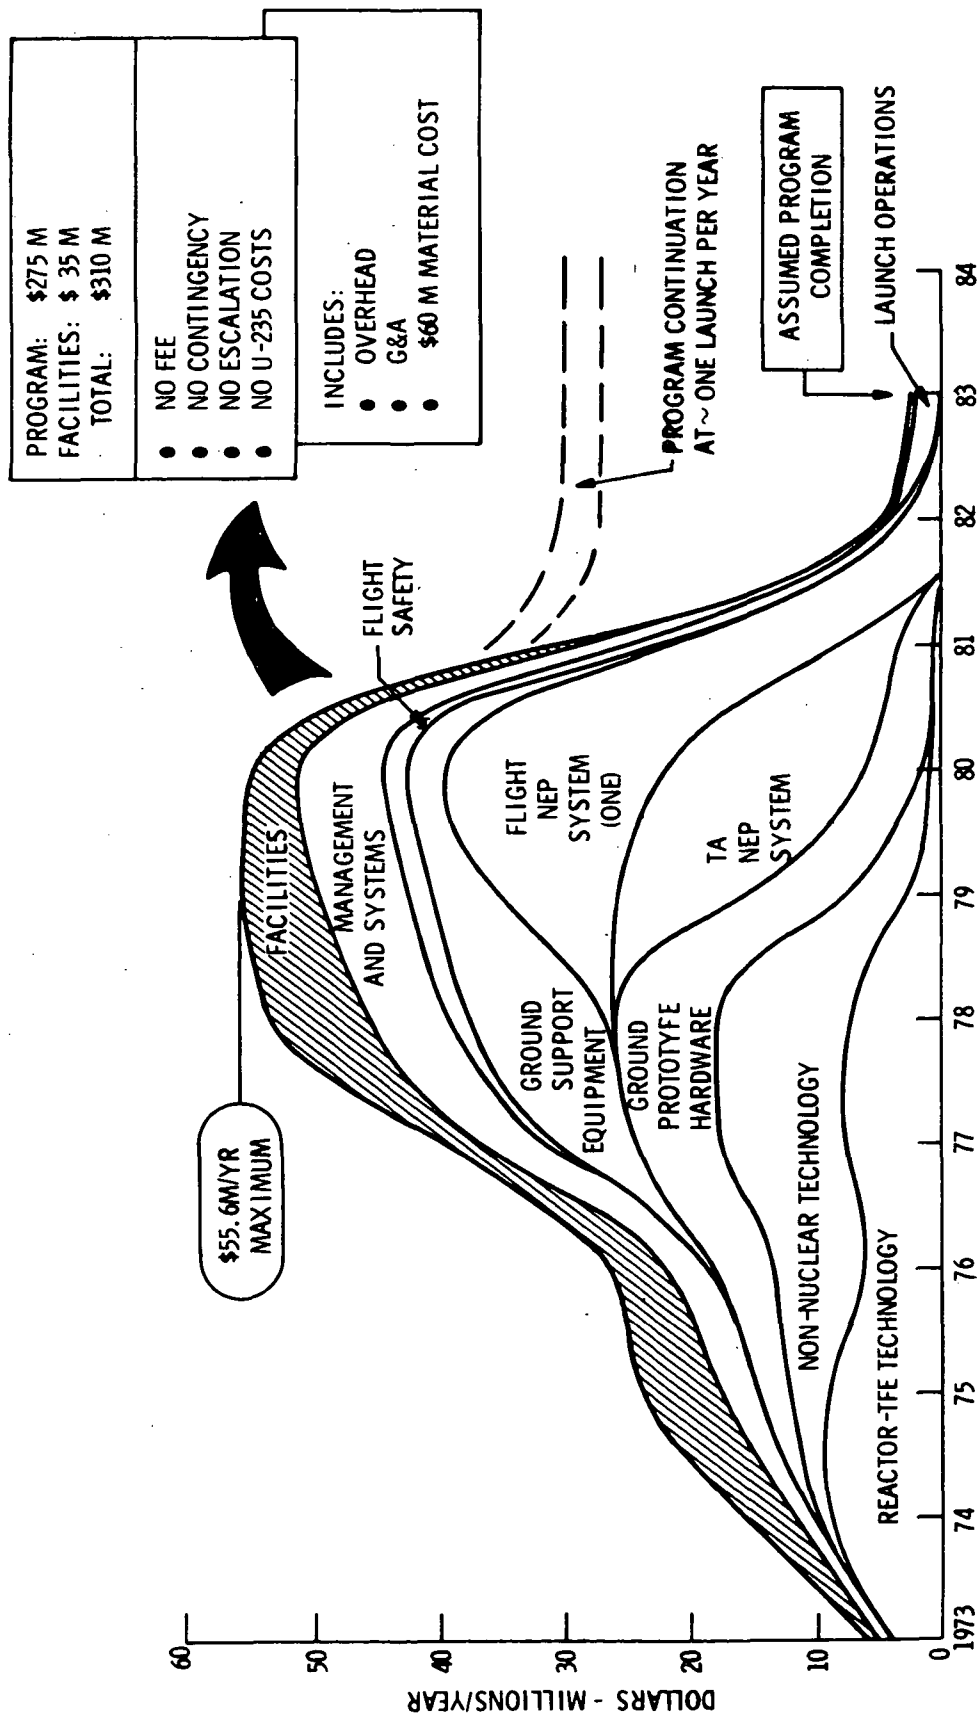 PROGRAM: $275 M
FACILITIES: $ 35 M
TOTAL: $310 M
● NO FEE
● NO CONTINGENCY
● NO ESCALATION
● NO U-235 COSTS
INCLUDES:
● OVERHEAD
● G&A
● $60 M MATERIAL COST
$55.6M/YR
MAXIMUM
FLIGHT
SAFETY
PROGRAM CONTINUATION
AT ~ ONE LAUNCH PER YEAR
ASSUMED PROGRAM
COMPLETION
LAUNCH OPERATIONS
FACILITIES
MANAGEMENT
AND SYSTEMS
GROUND
SUPPORT
EQUIPMENT
FLIGHT
NEP
SYSTEM
(ONE)
GROUND
PROTOTYFE
HARDWARE
TA
NEP
SYSTEM
NON-NUCLEAR TECHNOLOGY
REACTOR-TFE TECHNOLOGY
DOLLARS - MILLIONS/YEAR
60
50
40
30
20
10
0
1973 74 75 76 77 78 79 80 81 82 83 84